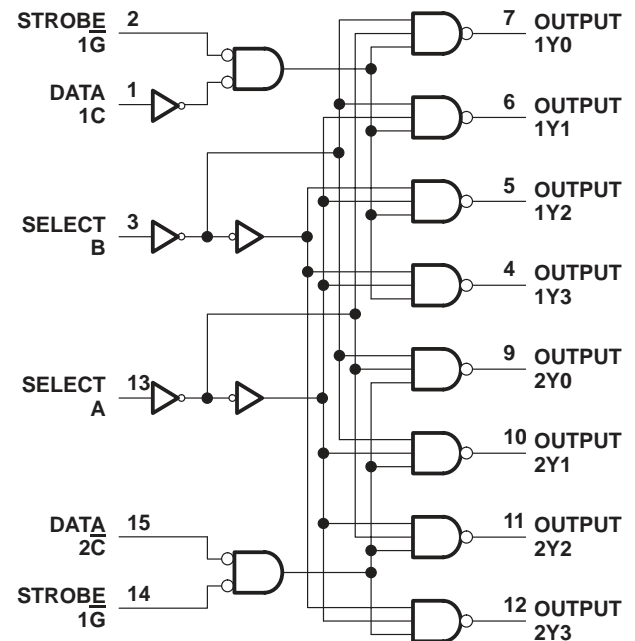 STROBE 2
1G̅
DATA 1
1C
SELECT 3
B
SELECT 13
A
DATA 15
2C̅
STROBE 14
1G̅
7 OUTPUT
1Y0
6 OUTPUT
1Y1
5 OUTPUT
1Y2
4 OUTPUT
1Y3
9 OUTPUT
2Y0
10 OUTPUT
2Y1
11 OUTPUT
2Y2
12 OUTPUT
2Y3